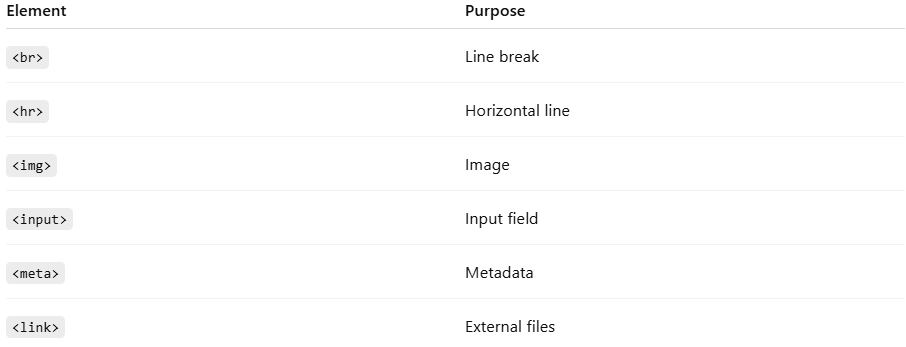 Element Purpose
<br> Line break
<hr> Horizontal line
<img> Image
<input> Input field
<meta> Metadata
<link> External files